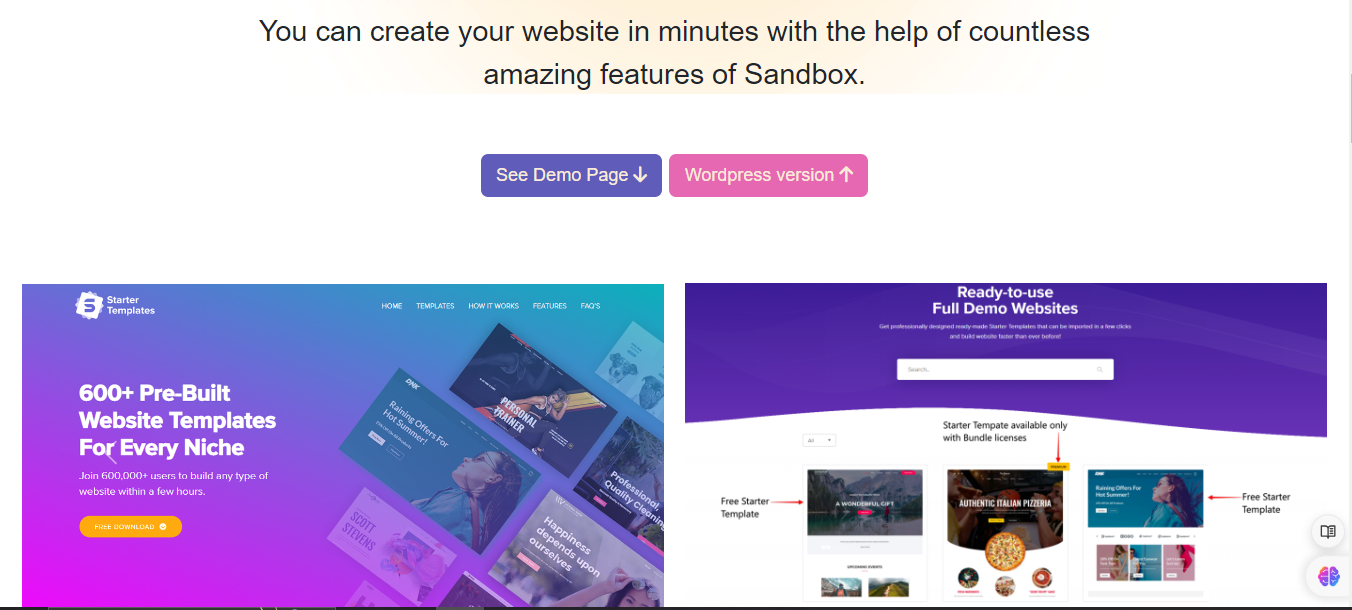 You can create your website in minutes with the help of countless
amazing features of Sandbox.
See Demo Page
Wordpress version
S Starter
Templates
HOME TEMPLATES HOW IT WORKS FEATURES FAQ'S
600+ Pre-Built
Website Templates
For Every Niche
Join 600,000+ users to build any type of
website within a few hours.
FREE DOWNLOAD
DNK
Raining Offers For
Hot Summer!
PERSONAL
TRAINER
Professional
Quality Cleaning
SCOTT
STEVENS
Happiness
depends upon
ourselves
Ready-to-use
Full Demo Websites
Get professionally designed ready-made Starter Templates that can be imported in a few clicks
and build website faster than ever before!
Search..
All
Starter Tempate available only
with Bundle licenses
Free Starter
Template
A WONDERFUL GIFT
UPCOMING EVENTS
AUTHENTIC ITALIAN PIZZERIA
DNK
Raining Offers For
Hot Summer!
Free Starter
Template